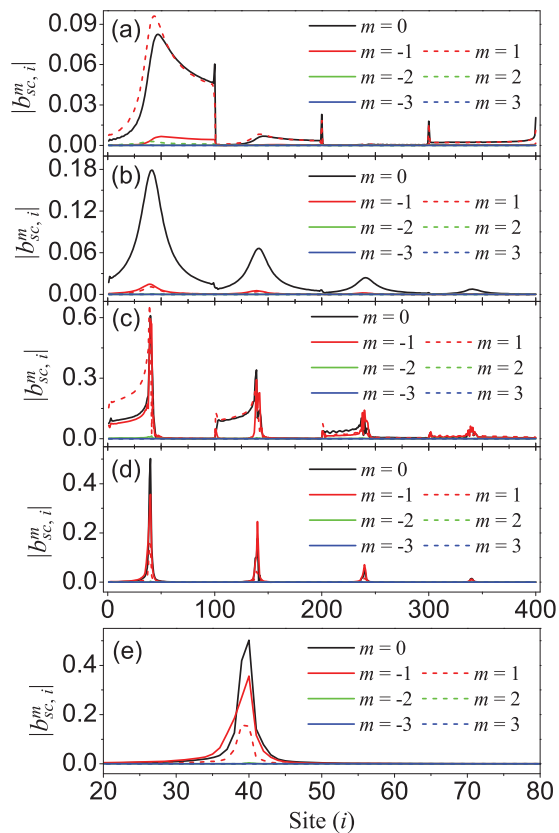 (a)
|b^m_{sc, i}|
0.09
0.06
0.03
0.00
m = 0
m = -1 m = 1
m = -2 m = 2
m = -3 m = 3
(b)
|b^m_{sc, i}|
0.18
0.12
0.06
0.00
m = 0
m = -1 m = 1
m = -2 m = 2
m = -3 m = 3
(c)
|b^m_{sc, i}|
0.6
0.3
0.0
m = 0
m = -1 m = 1
m = -2 m = 2
m = -3 m = 3
(d)
|b^m_{sc, i}|
0.4
0.2
0.0
m = 0
m = -1 m = 1
m = -2 m = 2
m = -3 m = 3
0 100 200 300 400
(e)
|b^m_{sc, i}|
0.4
0.2
0.0
m = 0
m = -1 m = 1
m = -2 m = 2
m = -3 m = 3
20 30 40 50 60 70 80
Site (i)